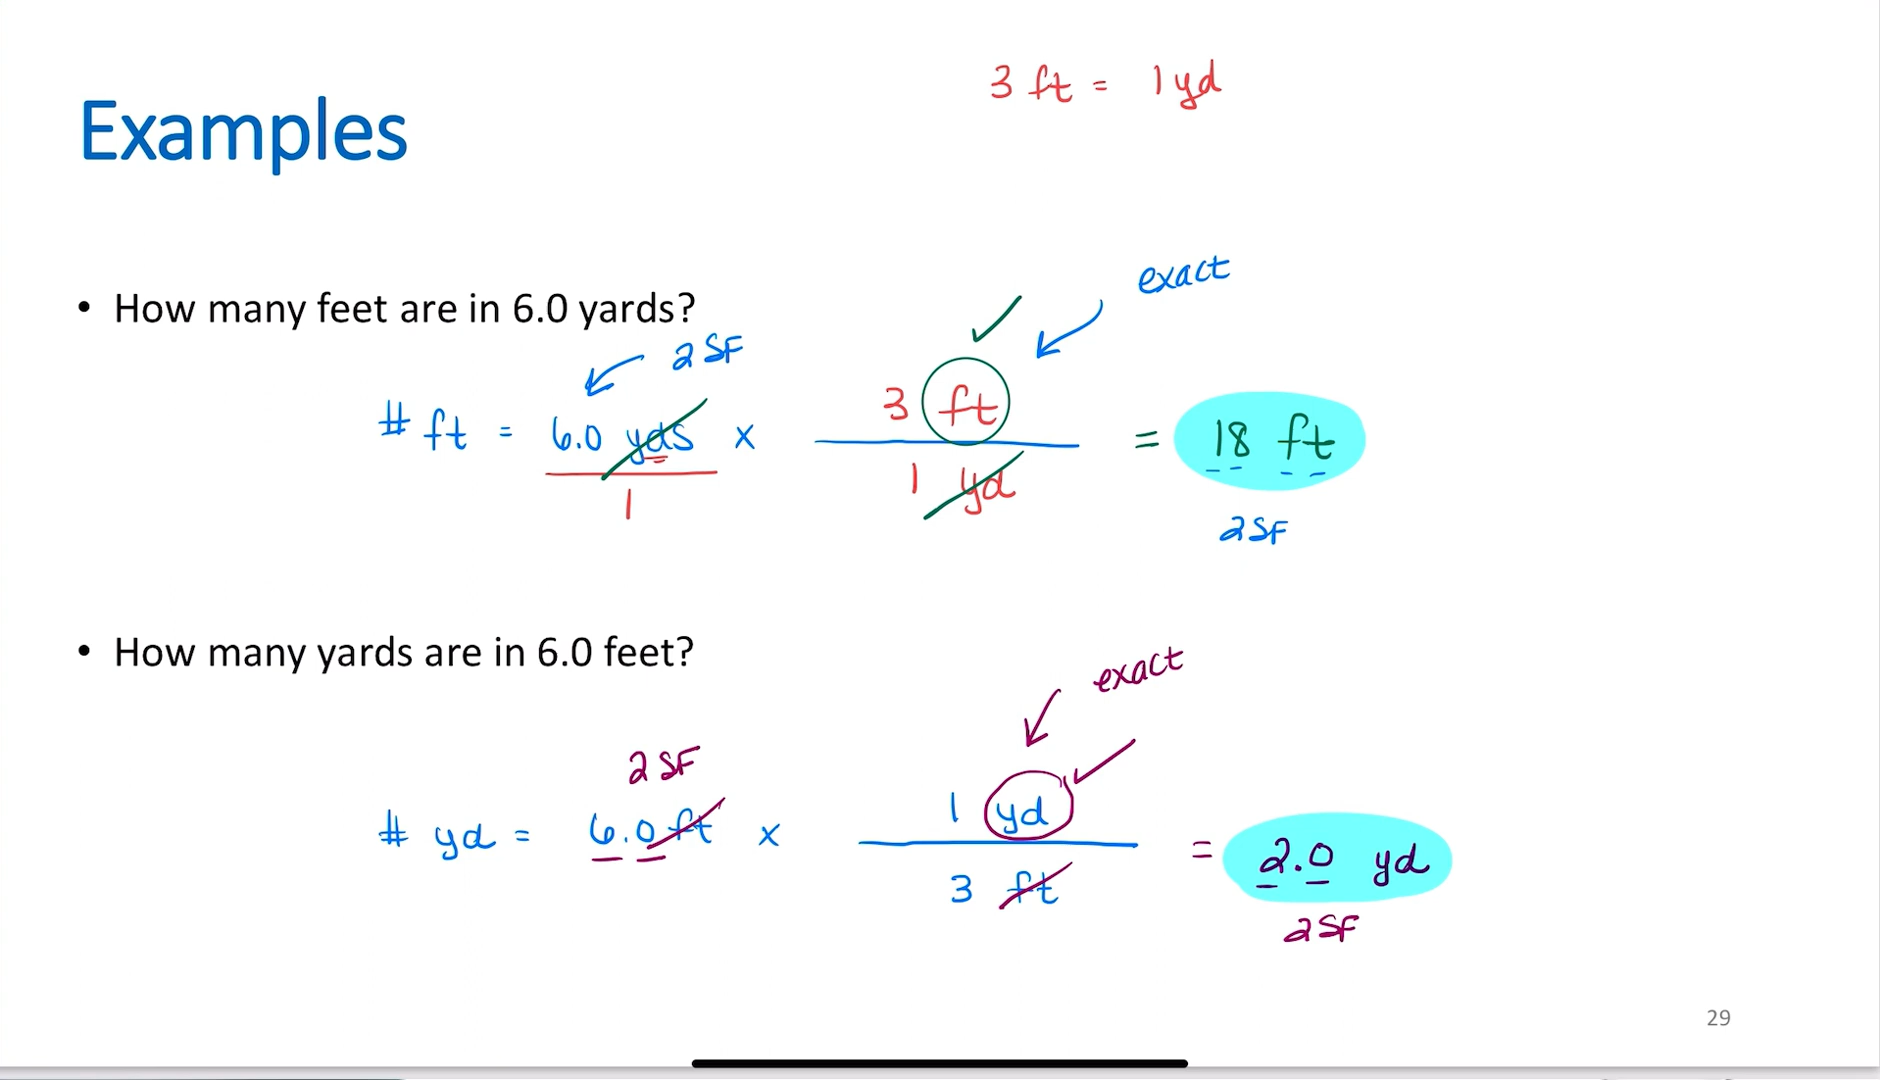 3 ft = 1 yd
Examples
exact
• How many feet are in 6.0 yards?
2 SF
# ft = 6.0 yds x 3 ft = 18 ft
1 1 yd
2 SF
• How many yards are in 6.0 feet?
exact
2 SF
# yd = 6.0 ft x 1 yd = 2.0 yd
3 ft
2 SF
29